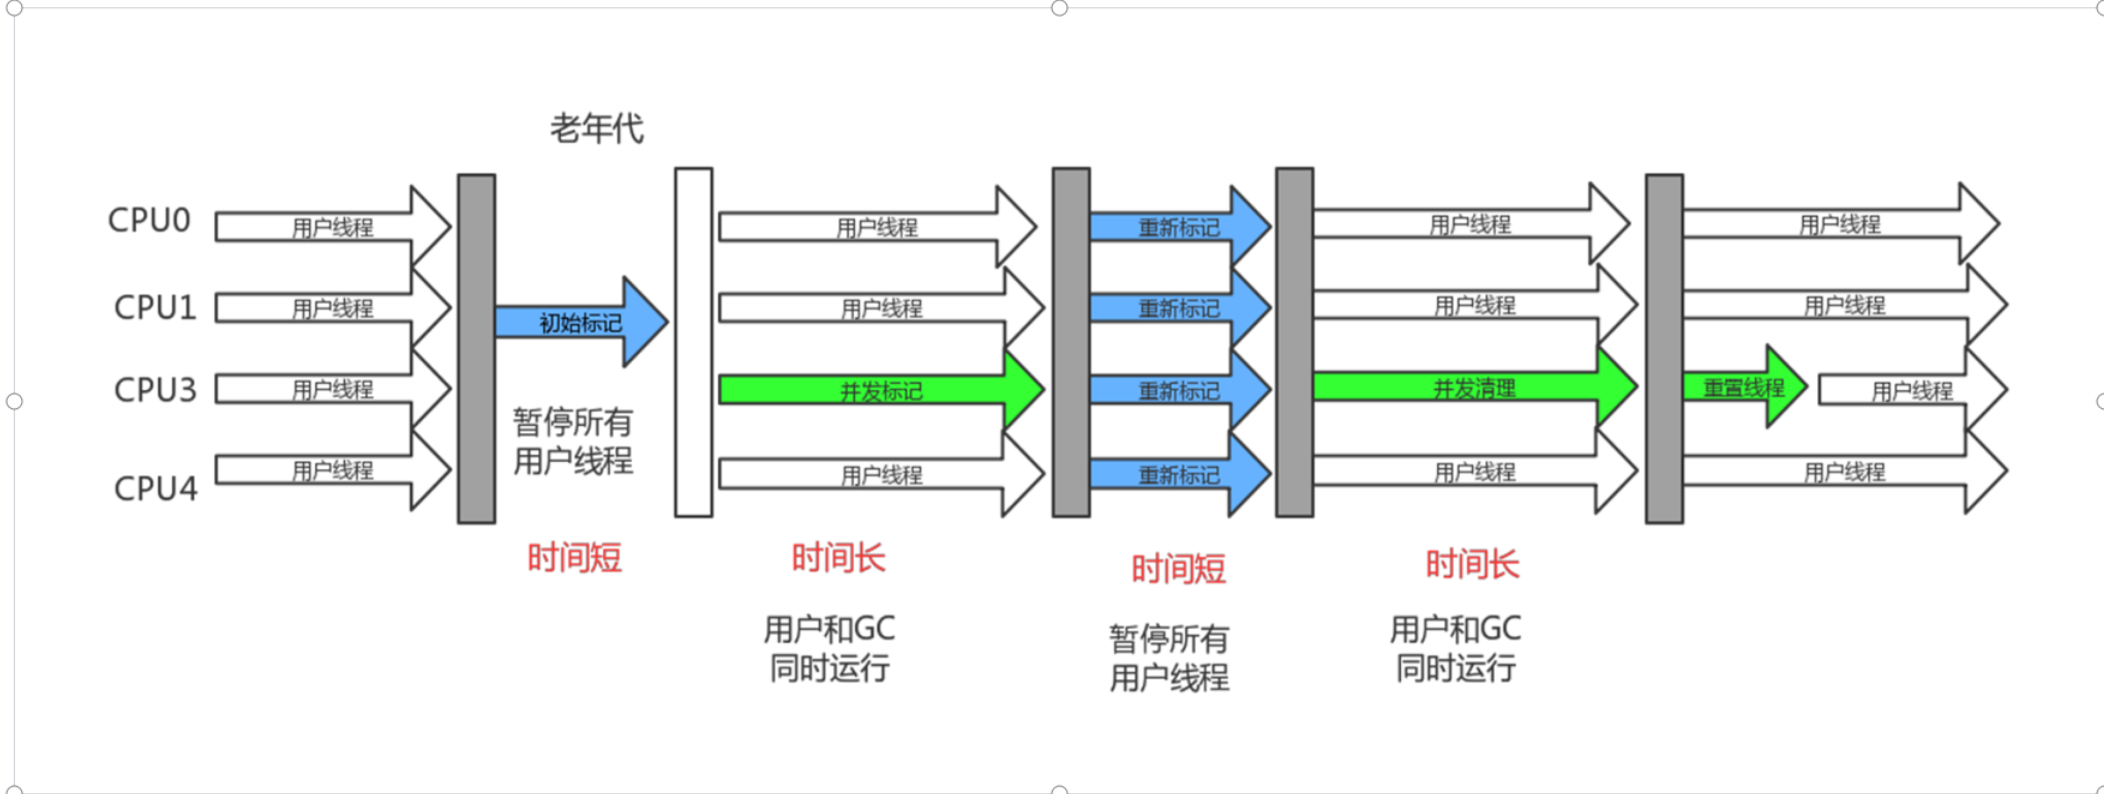 老年代
CPU0
用户线程
用户线程
重新标记
用户线程
用户线程
CPU1
用户线程
初始标记
用户线程
重新标记
用户线程
用户线程
CPU3
用户线程
并发标记
重新标记
并发清理
重置线程
用户线程
CPU4
用户线程
用户线程
重新标记
用户线程
用户线程
暂停所有
用户线程
时间短
时间长
时间短
时间长
用户和GC
同时运行
暂停所有
用户线程
用户和GC
同时运行